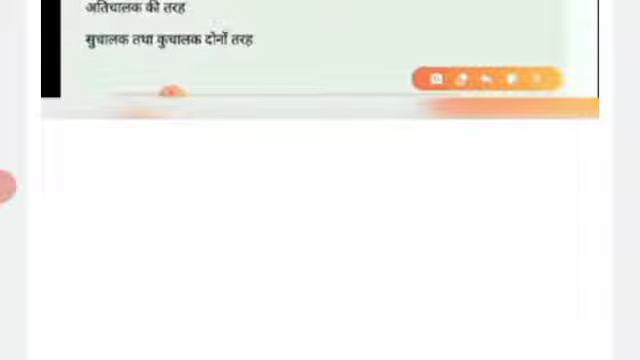 अतिचालक की तरह
सुचालक तथा कुचालक दोनों तरह